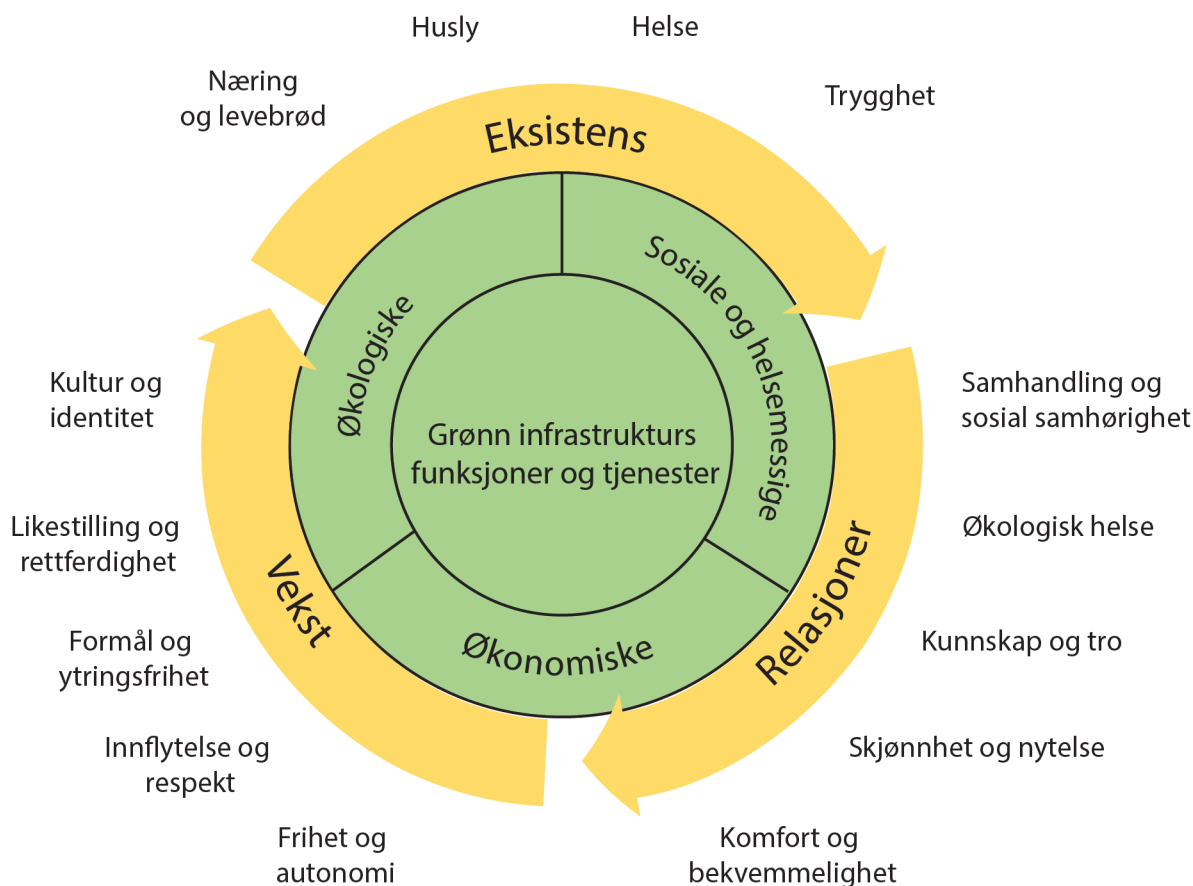 Husly
Helse
Næring
og levebrød
Trygghet
Eksistens
Økologiske
Sosiale og helsemessige
Grønn infrastrukturs
funksjoner og tjenester
Økonomiske
Vekst
Relasjoner
Kultur og
identitet
Samhandling og
sosial samhørighet
Likestilling og
rettferdighet
Økologisk helse
Formål og
ytringsfrihet
Kunnskap og tro
Innflytelse og
respekt
Skjønnhet og nytelse
Frihet og
autonomi
Komfort og
bekvemmelighet